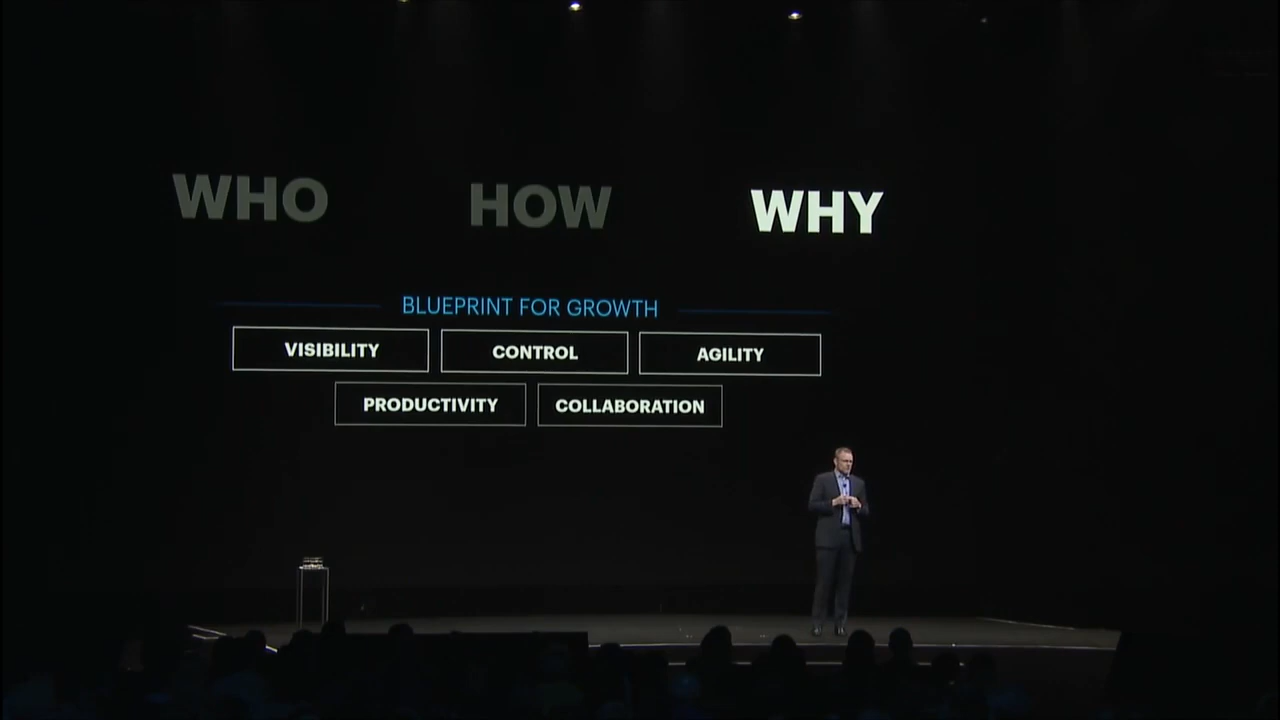 WHO HOW WHY
BLUEPRINT FOR GROWTH
VISIBILITY CONTROL AGILITY
PRODUCTIVITY COLLABORATION